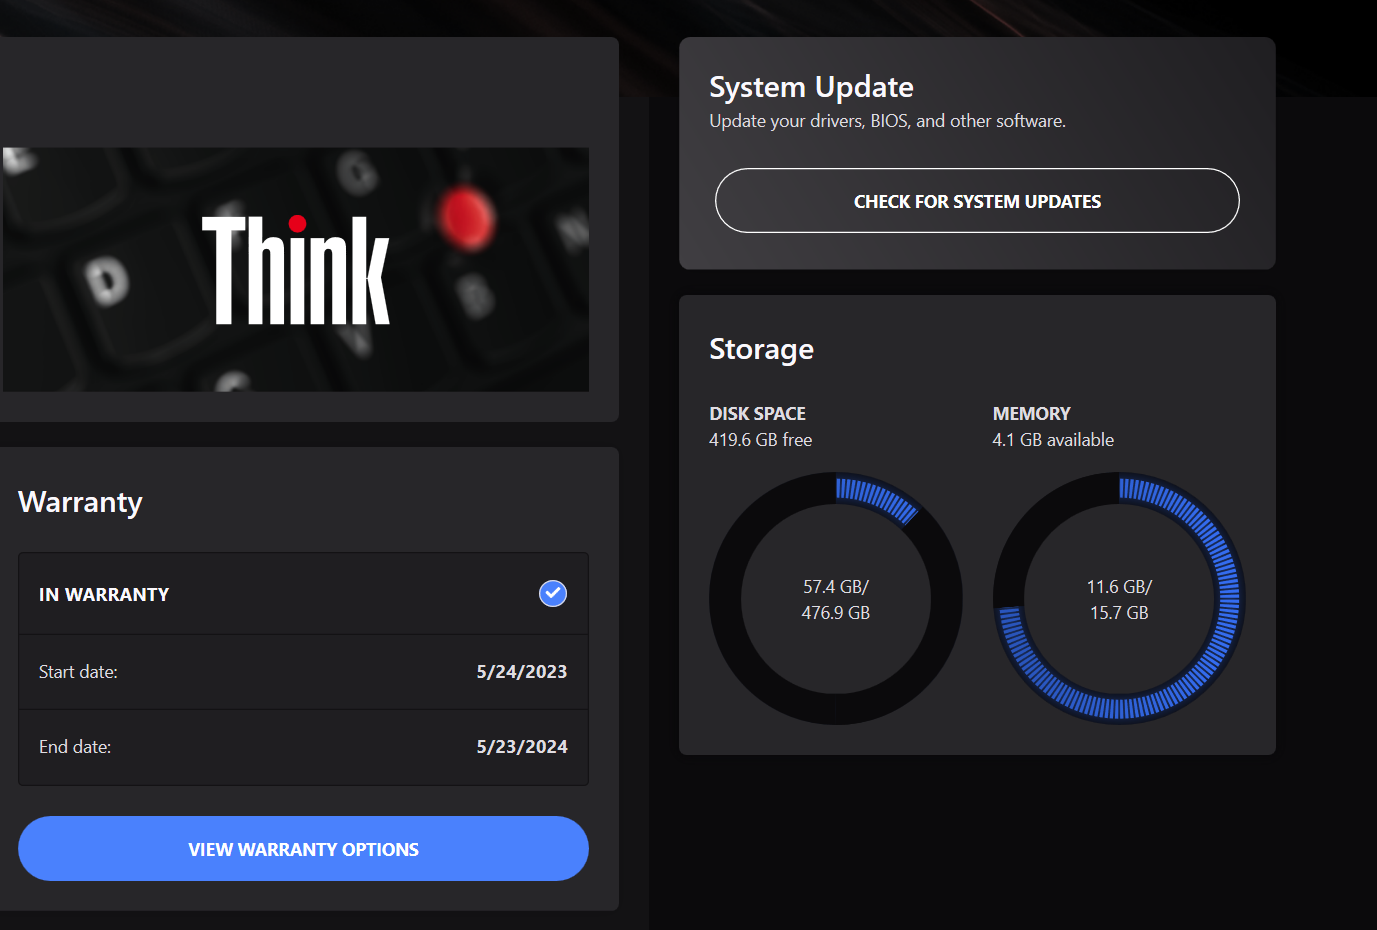 Think
Warranty
IN WARRANTY
Start date: 5/24/2023
End date: 5/23/2024
VIEW WARRANTY OPTIONS
System Update
Update your drivers, BIOS, and other software.
CHECK FOR SYSTEM UPDATES
Storage
DISK SPACE
419.6 GB free
57.4 GB/
476.9 GB
MEMORY
4.1 GB available
11.6 GB/
15.7 GB